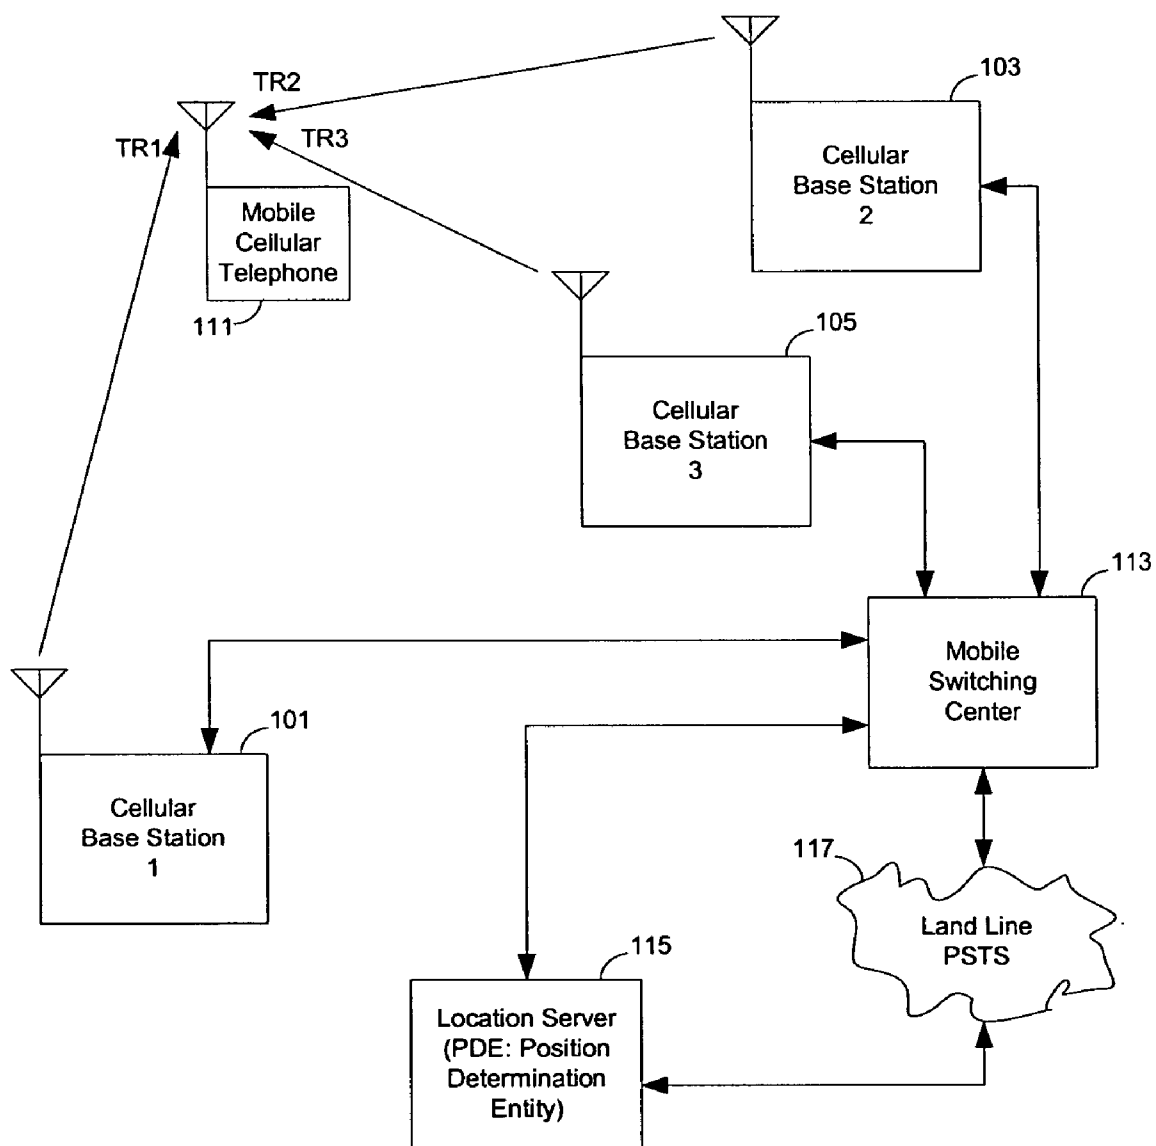 103
TR2
TR1
TR3
Cellular
Base Station
2
Mobile
Cellular
Telephone
111
105
Cellular
Base Station
3
113
Mobile
Switching
Center
101
Cellular
Base Station
1
117
Land Line
PSTS
115
Location Server
(PDE: Position
Determination
Entity)